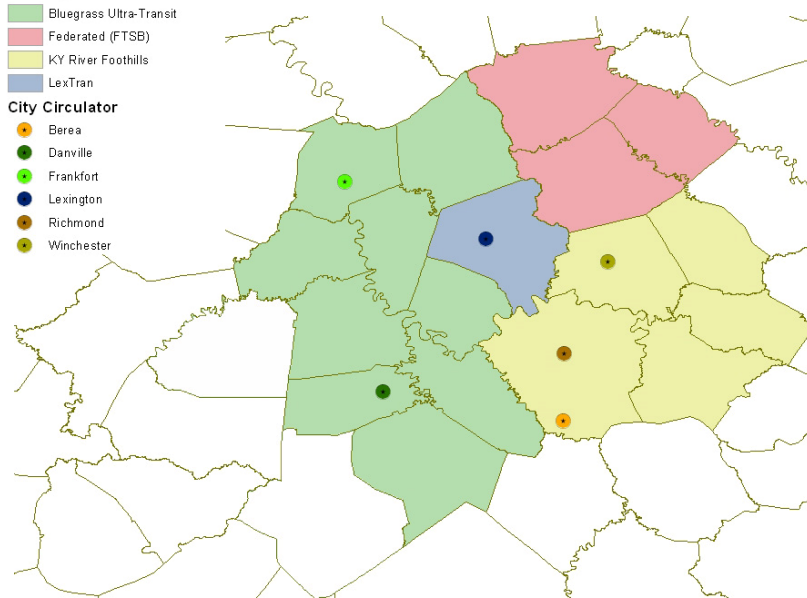 Bluegrass Ultra-Transit
Federated (FTSB)
KY River Foothills
LexTran
City Circulator
Berea
Danville
Frankfort
Lexington
Richmond
Winchester